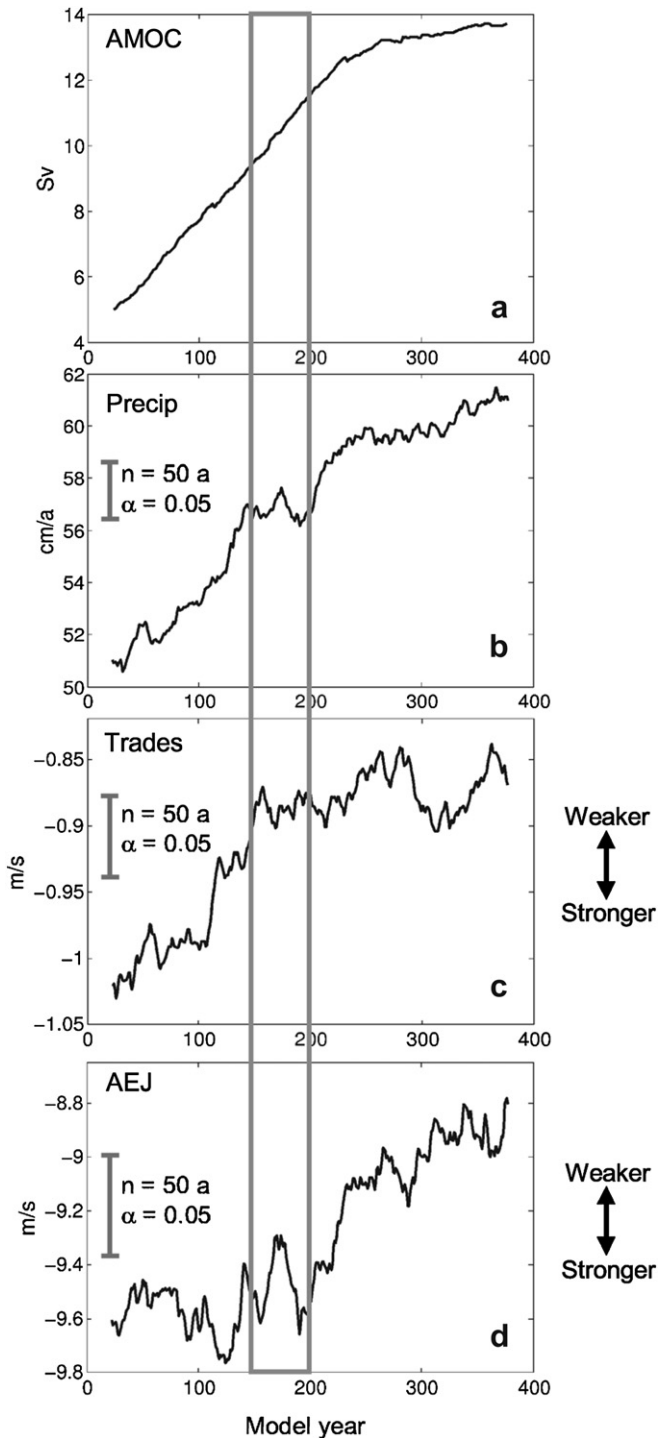 14
AMOC
12
10
Sv
8
6
a
4
0 100 200 300 400
62
Precip
60
n = 50 a
58
α = 0.05
56
cm/a
54
52
51
50
b
0 100 200 300 400
Trades
−0.85
n = 50 a
−0.9
α = 0.05
m/s
−0.95
−1
c
−1.05
0 100 200 300 400
Weaker
Stronger
AEJ
−8.8
−9
n = 50 a
−9.2
α = 0.05
m/s
−9.4
−9.6
d
−9.8
0 100 200 300 400
Weaker
Stronger
Model year